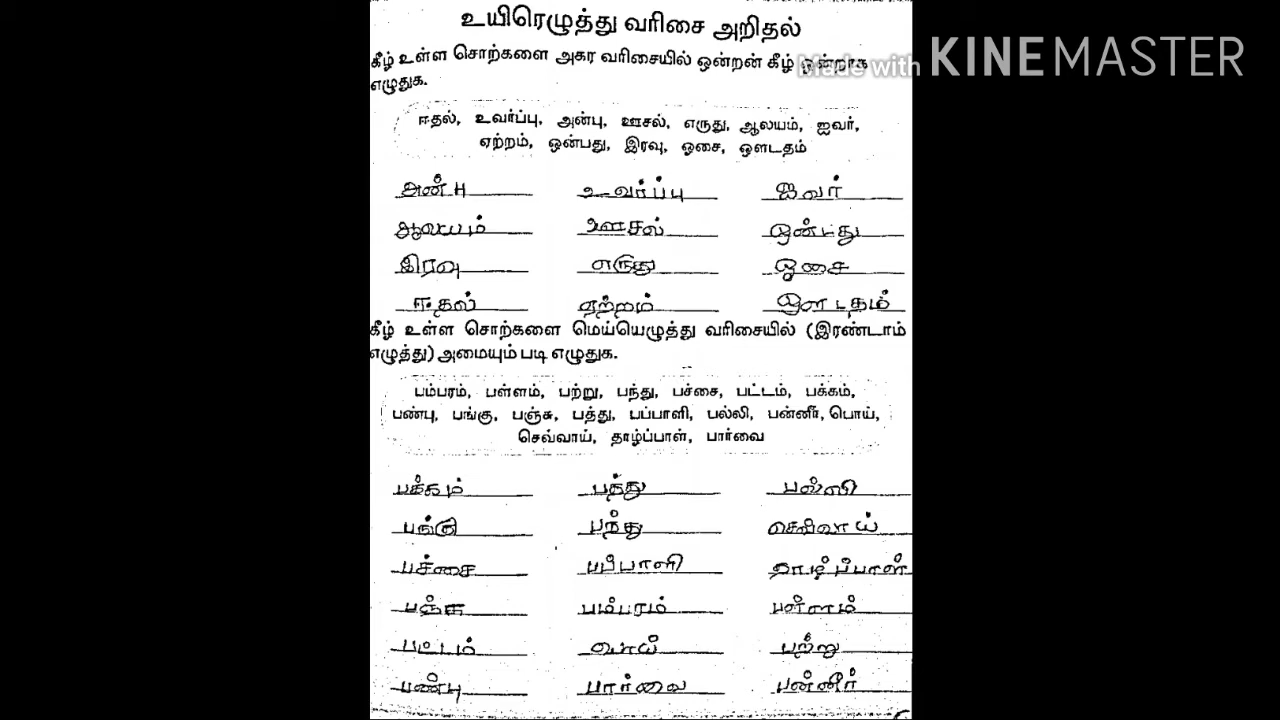 Made with KINEMASTER
உயிரெழுத்து வரிசை அறிதல்
கீழ் உள்ள சொற்களை அகர வரிசையில் ஒன்றன் கீழ் ஒன்றாக
எழுதுக.
ஈதல், உவர்ப்பு, அன்பு, ஊசல், எருது, ஆலயம், ஐவர்,
ஏற்றம், ஒன்பது, இரவு, ஓசை, ஔடதம்
அன்பு உவர்ப்பு ஐவர்
ஆலயம் ஊசல் ஒன்பது
இரவு எருது ஓசை
ஈதல் ஏற்றம் ஔடதம்
கீழ் உள்ள சொற்களை மெய்யெழுத்து வரிசையில் (இரண்டாம்
எழுத்து) அமையும் படி எழுதுக.
பம்பரம், பள்ளம், பற்று, பந்து, பச்சை, பட்டம், பக்கம்,
பண்பு, பங்கு, பஞ்சு, பத்து, பப்பாளி, பல்லி, பன்னீர், பொய்,
செவ்வாய், தாழ்ப்பாள், பார்வை
பக்கம் பத்து பல்லி
பங்கு பந்து செவ்வாய்
பச்சை பப்பாளி தாழ்ப்பாள்
பஞ்சு பம்பரம் பள்ளம்
பட்டம் பற்று
பண்பு பார்வை பன்னீர்